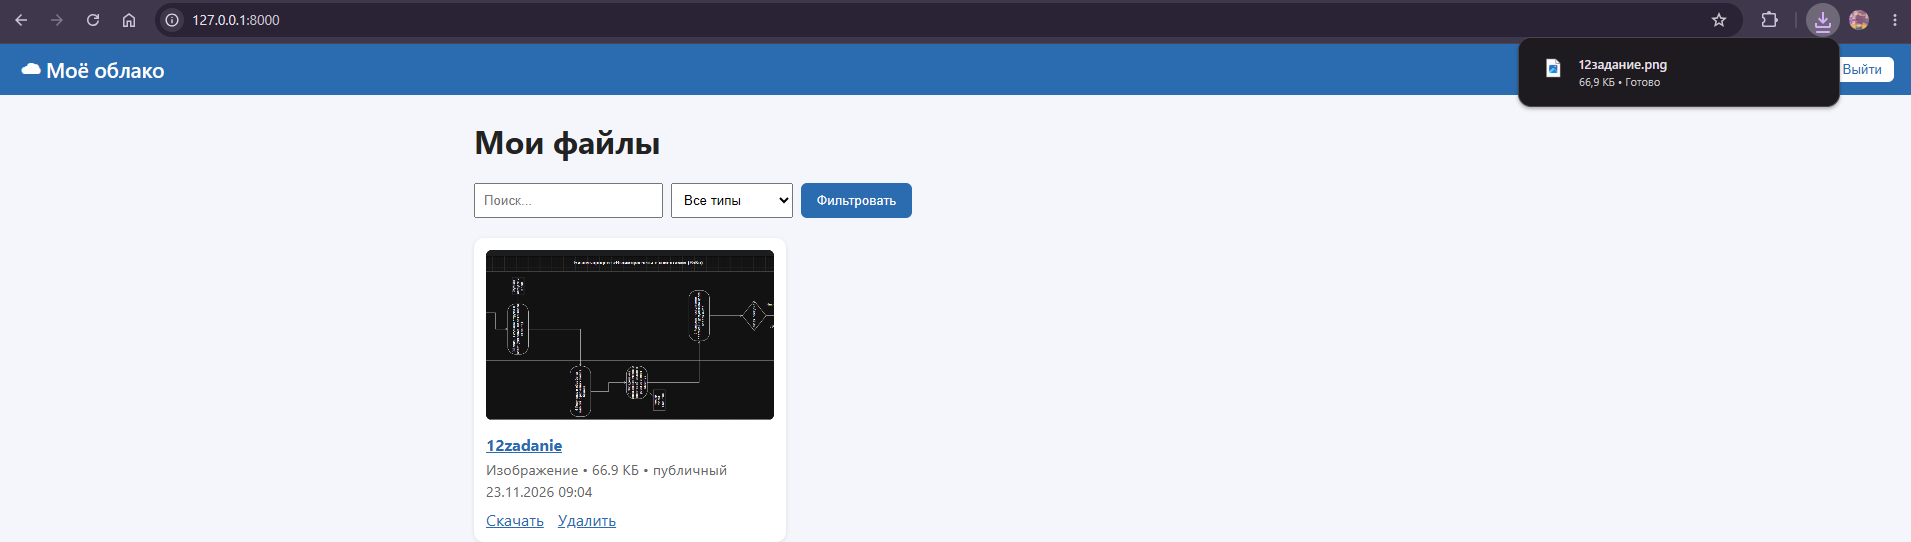 127.0.0.1:8000
Моё облако
12задание.png
66,9 КБ • Готово
Выйти
Мои файлы
Поиск...
Все типы
Фильтровать
12zadanie
Изображение • 66.9 КБ • публичный
23.11.2026 09:04
Скачать Удалить